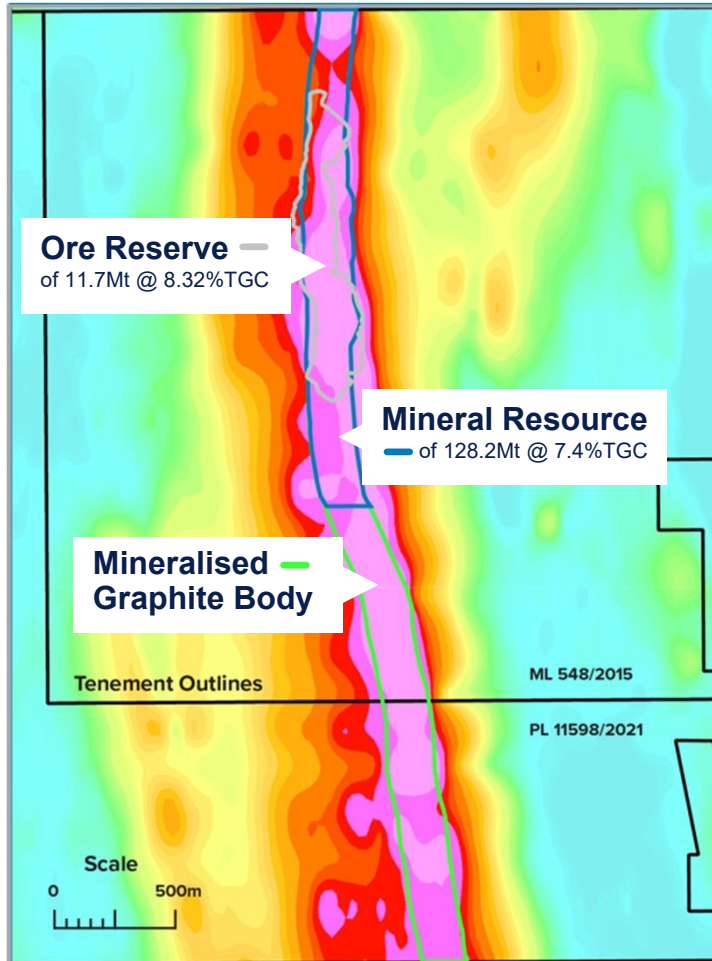 Ore Reserve
of 11.7Mt @ 8.32%TGC
Mineral Resource
of 128.2Mt @ 7.4%TGC
Mineralised
Graphite Body
Tenement Outlines
ML 548/2015
PL 11598/2021
Scale
0 500m